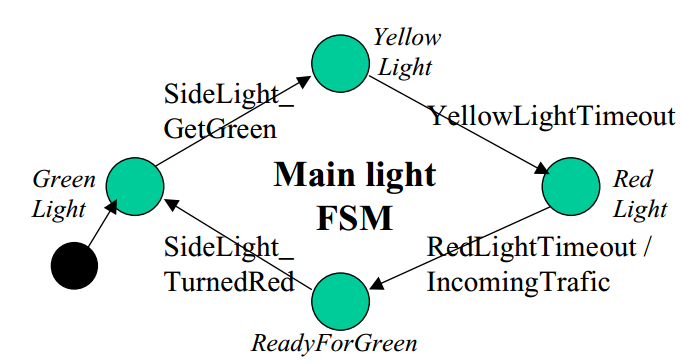 Yellow
Light
SideLight_
GetGreen
YellowLightTimeout
Green
Light
Main light
FSM
Red
Light
SideLight_
TurnedRed
RedLightTimeout /
IncomingTrafic
ReadyForGreen